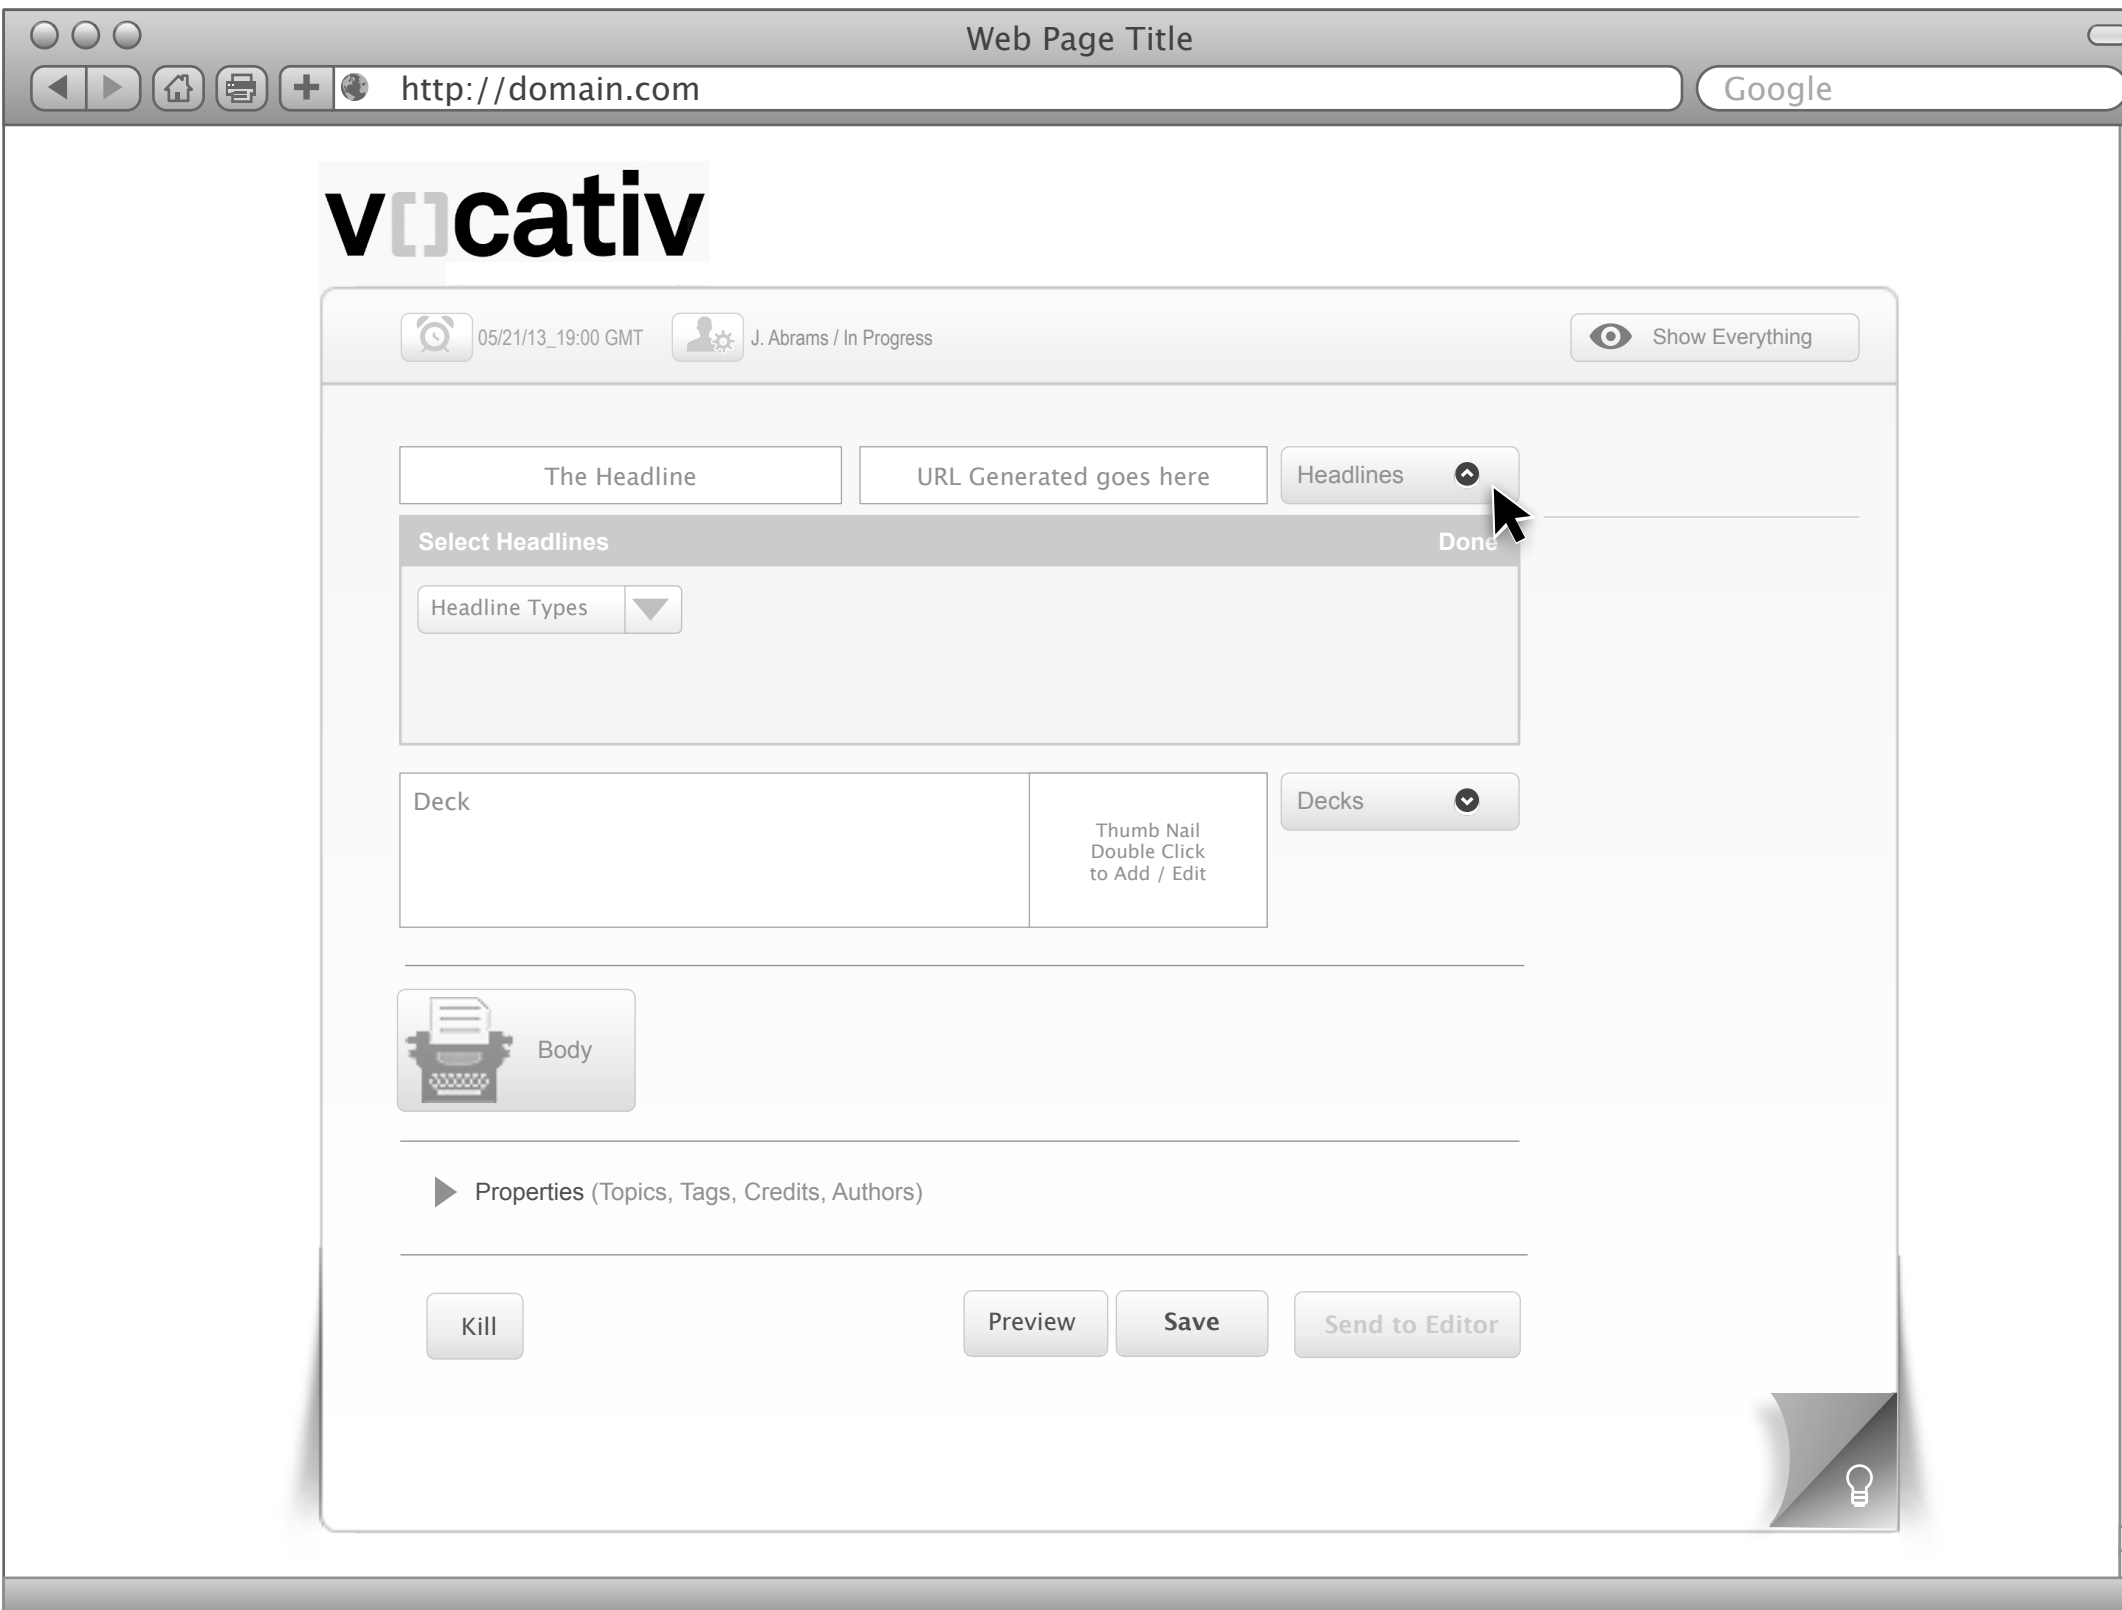 Web Page Title
http://domain.com
Google
v[]cativ
05/21/13_19:00 GMT
J. Abrams / In Progress
Show Everything
The Headline
URL Generated goes here
Headlines
Select Headlines
Done
Headline Types
Deck
Thumb Nail
Double Click
to Add / Edit
Decks
Body
Properties (Topics, Tags, Credits, Authors)
Kill
Preview
Save
Send to Editor